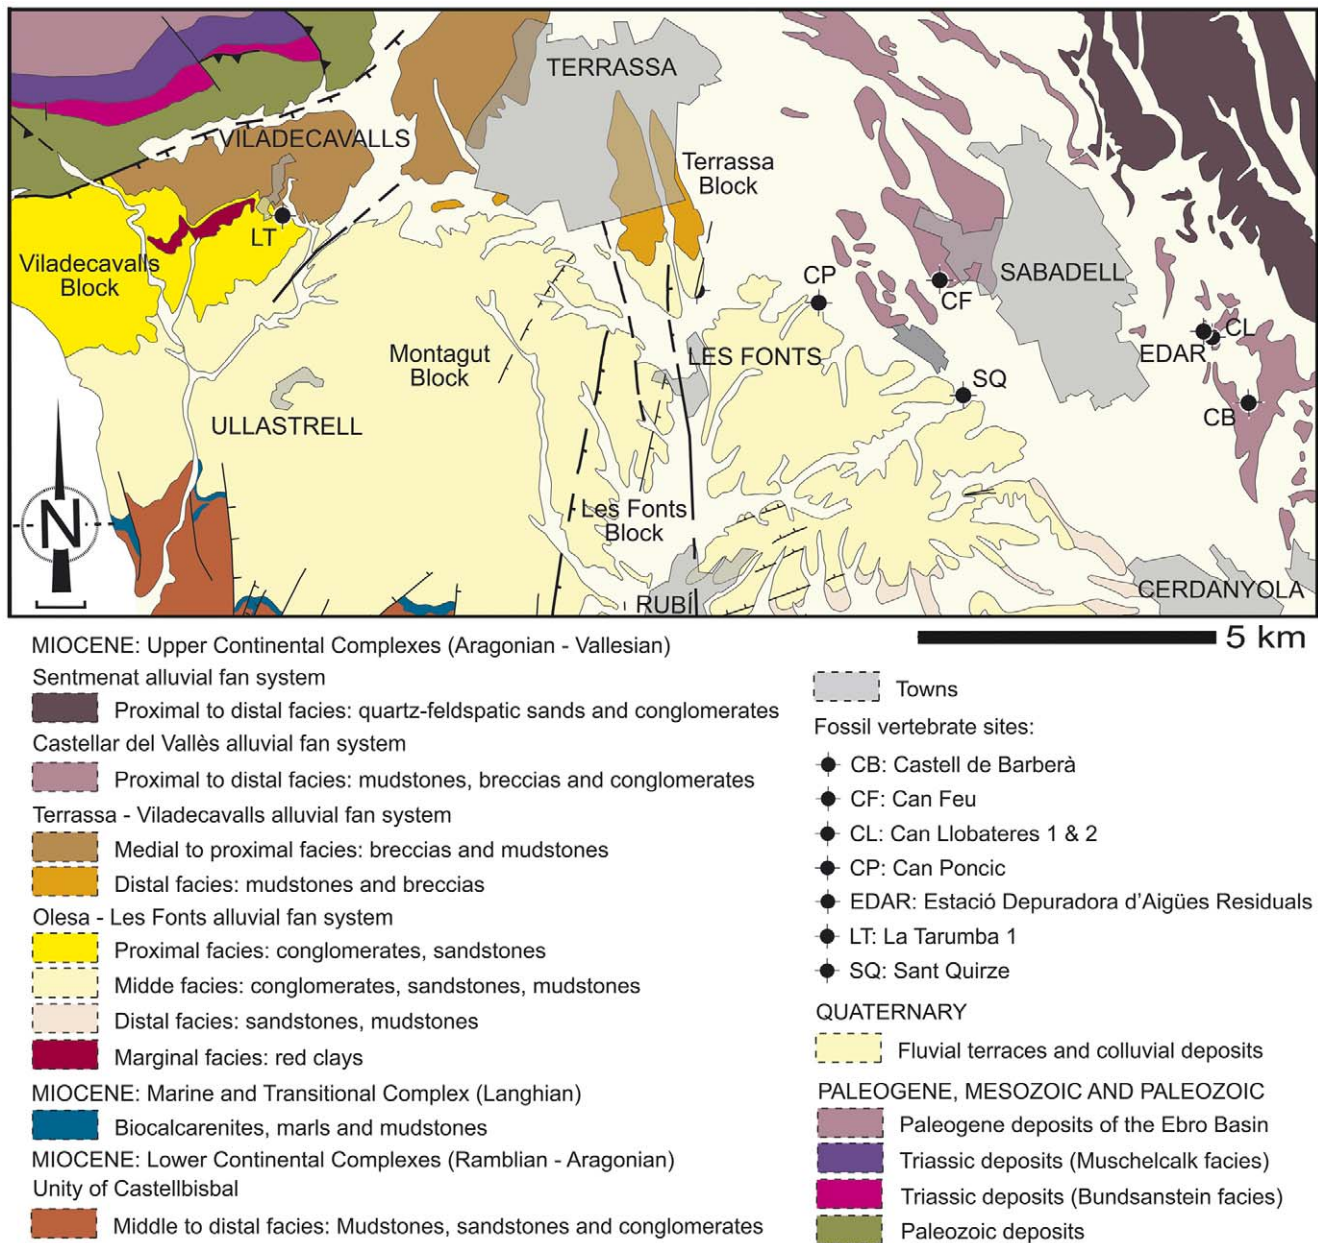 TERRASSA
VILADECAVALLS
Terrassa
Block
LT
Viladecavalls
Block
CP
CF
SABADELL
CL
EDAR
Montagut
Block
LES FONTS
SQ
CB
ULLASTRELL
N
Les Fonts
Block
RUBÍ
CERDANYOLA
5 km
MIOCENE: Upper Continental Complexes (Aragonian - Vallesian)
Sentmenat alluvial fan system
Proximal to distal facies: quartz-feldspatic sands and conglomerates
Castellar del Vallès alluvial fan system
Proximal to distal facies: mudstones, breccias and conglomerates
Terrassa - Viladecavalls alluvial fan system
Medial to proximal facies: breccias and mudstones
Distal facies: mudstones and breccias
Olesa - Les Fonts alluvial fan system
Proximal facies: conglomerates, sandstones
Midde facies: conglomerates, sandstones, mudstones
Distal facies: sandstones, mudstones
Marginal facies: red clays
MIOCENE: Marine and Transitional Complex (Langhian)
Biocalcarenites, marls and mudstones
MIOCENE: Lower Continental Complexes (Ramblian - Aragonian)
Unity of Castellbisbal
Middle to distal facies: Mudstones, sandstones and conglomerates
Towns
Fossil vertebrate sites:
CB: Castell de Barberà
CF: Can Feu
CL: Can Llobateres 1 & 2
CP: Can Poncic
EDAR: Estació Depuradora d'Aigües Residuals
LT: La Tarumba 1
SQ: Sant Quirze
QUATERNARY
Fluvial terraces and colluvial deposits
PALEOGENE, MESOZOIC AND PALEOZOIC
Paleogene deposits of the Ebro Basin
Triassic deposits (Muschelcalk facies)
Triassic deposits (Bundsanstein facies)
Paleozoic deposits